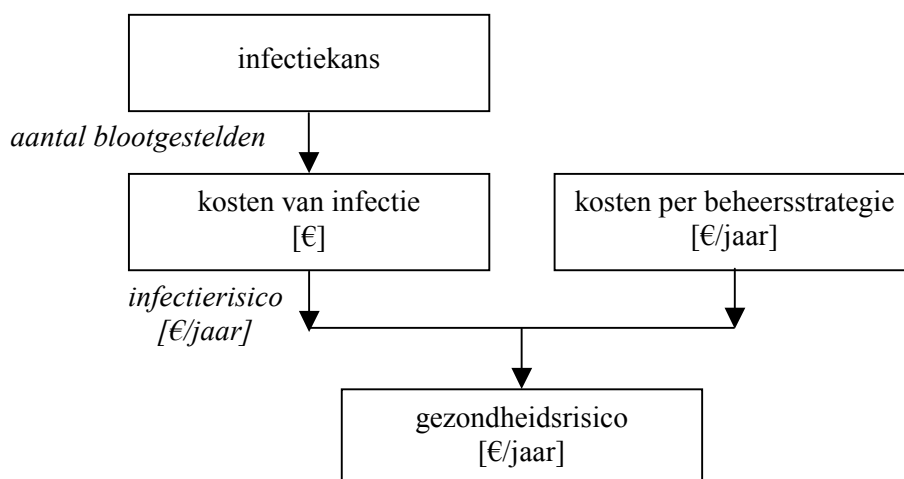 infectiekans
aantal blootgestelden
kosten van infectie
[€]
kosten per beheersstrategie
[€/jaar]
infectierisico
[€/jaar]
gezondheidsrisico
[€/jaar]